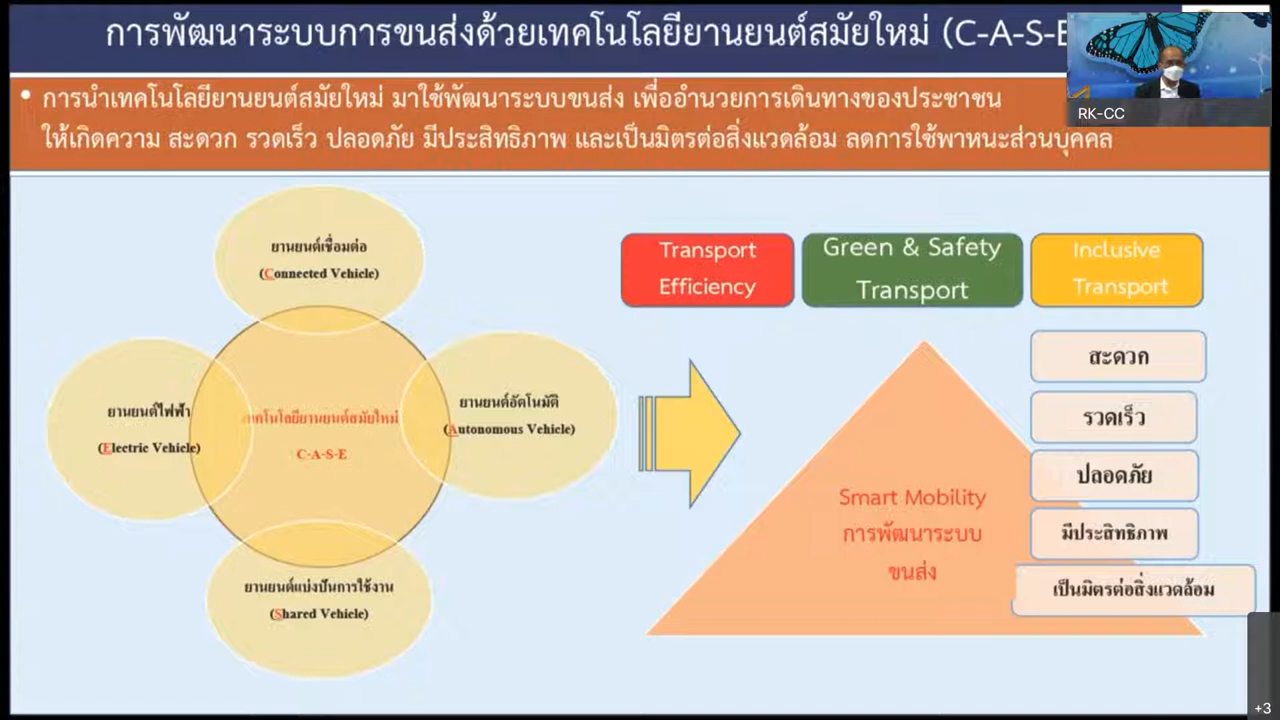 การพัฒนาระบบการขนส่งด้วยเทคโนโลยียานยนต์สมัยใหม่ (C-A-S-E
RK-CC
• การนำเทคโนโลยียานยนต์สมัยใหม่ มาใช้พัฒนาระบบขนส่ง เพื่ออำนวยการเดินทางของประชาชน
ให้เกิดความ สะดวก รวดเร็ว ปลอดภัย มีประสิทธิภาพ และเป็นมิตรต่อสิ่งแวดล้อม ลดการใช้พาหนะส่วนบุคคล
ยานยนต์เชื่อมต่อ
(Connected Vehicle)
ยานยนต์ไฟฟ้า
(Electric Vehicle)
เทคโนโลยียานยนต์สมัยใหม่
C-A-S-E
ยานยนต์อัตโนมัติ
(Autonomous Vehicle)
ยานยนต์แบ่งปันการใช้งาน
(Shared Vehicle)
Transport
Efficiency
Green & Safety
Transport
Inclusive
Transport
Smart Mobility
การพัฒนาระบบ
ขนส่ง
สะดวก
รวดเร็ว
ปลอดภัย
มีประสิทธิภาพ
เป็นมิตรต่อสิ่งแวดล้อม
+3